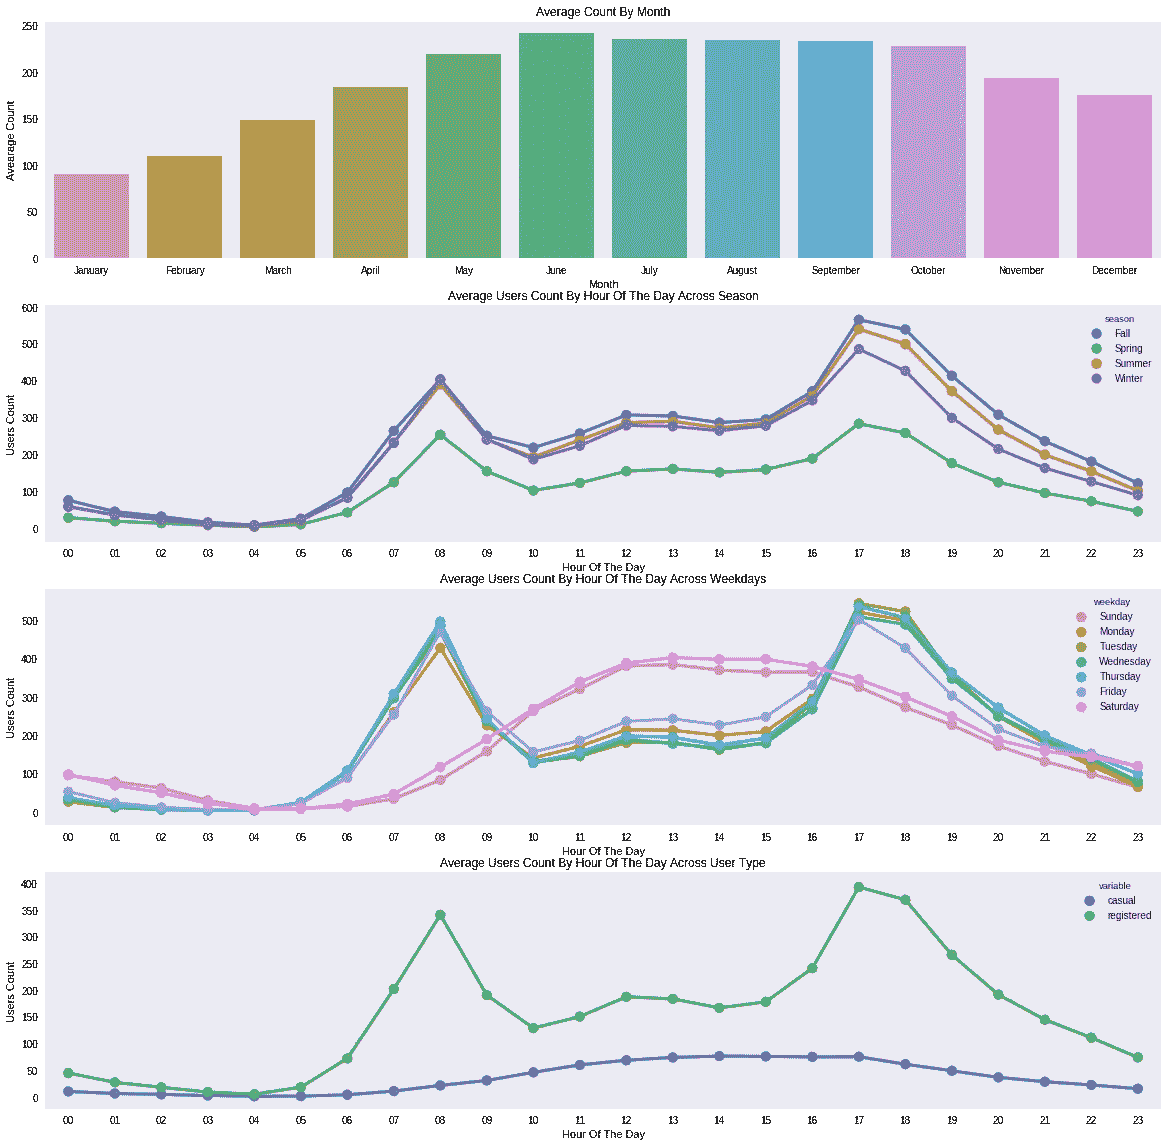 Average Count By Month
250
200
150
100
50
0
Avearage Count
January February March April May June July August September October November December
Month
Average Users Count By Hour Of The Day Across Season
600
500
400
300
200
100
0
Users Count
season
Fall
Spring
Summer
Winter
00 01 02 03 04 05 06 07 08 09 10 11 12 13 14 15 16 17 18 19 20 21 22 23
Hour Of The Day
Average Users Count By Hour Of The Day Across Weekdays
500
400
300
200
100
0
Users Count
weekday
Sunday
Monday
Tuesday
Wednesday
Thursday
Friday
Saturday
00 01 02 03 04 05 06 07 08 09 10 11 12 13 14 15 16 17 18 19 20 21 22 23
Hour Of The Day
Average Users Count By Hour Of The Day Across User Type
400
350
300
250
200
150
100
50
0
Users Count
variable
casual
registered
00 01 02 03 04 05 06 07 08 09 10 11 12 13 14 15 16 17 18 19 20 21 22 23
Hour Of The Day